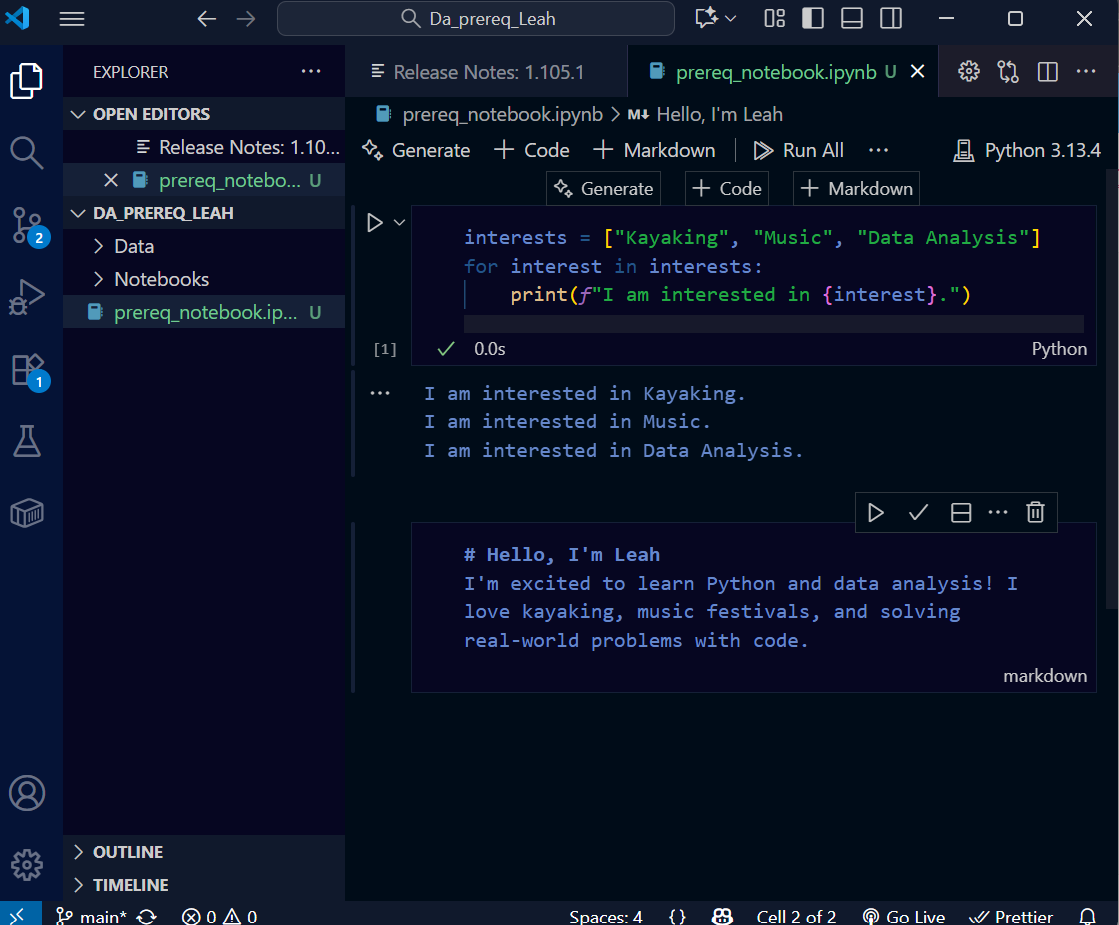 Da_prereq_Leah
EXPLORER
OPEN EDITORS
Release Notes: 1.10...
prereq_notebo... U
DA_PREREQ_LEAH
Data
Notebooks
prereq_notebook.ip... U
2
1
OUTLINE
TIMELINE
Release Notes: 1.105.1
prereq_notebook.ipynb U
prereq_notebook.ipynb > M↓ Hello, I'm Leah
Generate + Code + Markdown Run All ... Python 3.13.4
Generate + Code + Markdown
interests = ["Kayaking", "Music", "Data Analysis"]
for interest in interests:
print(f"I am interested in {interest}.")
[1] 0.0s Python
I am interested in Kayaking.
I am interested in Music.
I am interested in Data Analysis.
# Hello, I'm Leah
I'm excited to learn Python and data analysis! I
love kayaking, music festivals, and solving
real-world problems with code.
markdown
main* 0 0 Spaces: 4 {} Cell 2 of 2 Go Live Prettier